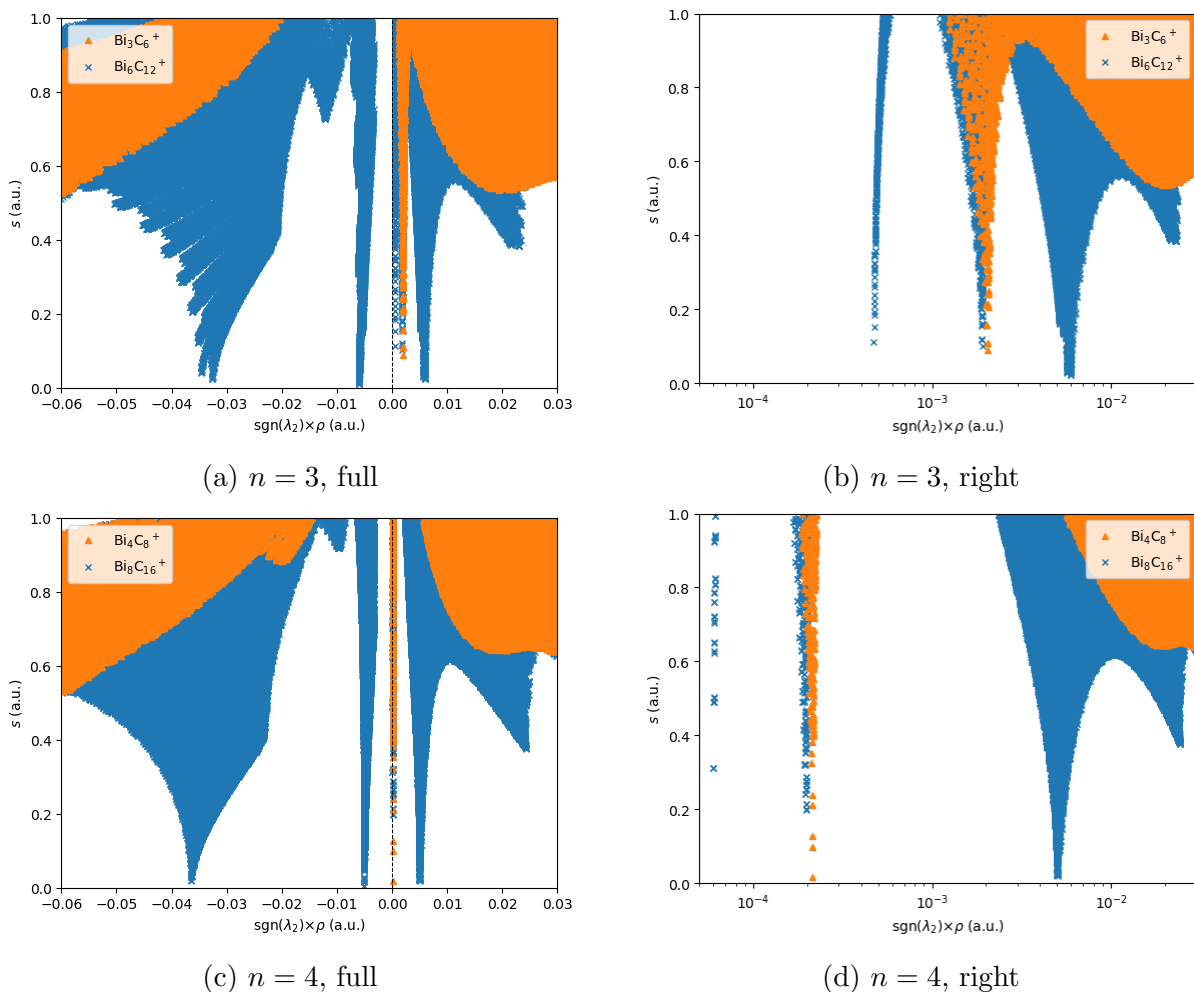 1.0
0.8
0.6
0.4
0.2
0.0
s (a.u.)
Bi₃C₆⁺
Bi₆C₁₂⁺
−0.06 −0.05 −0.04 −0.03 −0.02 −0.01 0.00 0.01 0.02 0.03
sgn(λ₂)×ρ (a.u.)
(a) n = 3, full
1.0
0.8
0.6
0.4
0.2
0.0
s (a.u.)
Bi₃C₆⁺
Bi₆C₁₂⁺
10⁻⁴ 10⁻³ 10⁻²
sgn(λ₂)×ρ (a.u.)
(b) n = 3, right
1.0
0.8
0.6
0.4
0.2
0.0
s (a.u.)
Bi₄C₈⁺
Bi₈C₁₆⁺
−0.06 −0.05 −0.04 −0.03 −0.02 −0.01 0.00 0.01 0.02 0.03
sgn(λ₂)×ρ (a.u.)
(c) n = 4, full
1.0
0.8
0.6
0.4
0.2
0.0
s (a.u.)
Bi₄C₈⁺
Bi₈C₁₆⁺
10⁻⁴ 10⁻³ 10⁻²
sgn(λ₂)×ρ (a.u.)
(d) n = 4, right